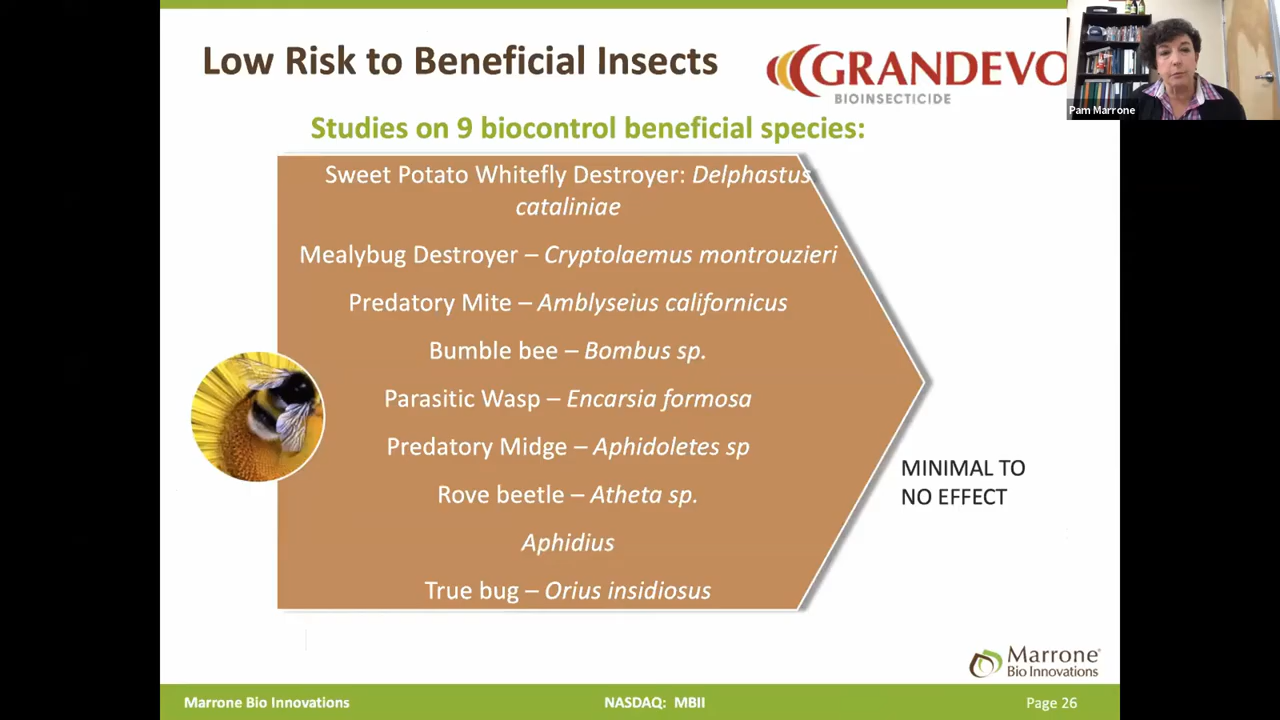 Low Risk to Beneficial Insects
GRANDEVO
BIOINSECTICIDE
Pam Marrone
Studies on 9 biocontrol beneficial species:
Sweet Potato Whitefly Destroyer: Delphastus
cataliniae
Mealybug Destroyer – Cryptolaemus montrouzieri
Predatory Mite – Amblyseius californicus
Bumble bee – Bombus sp.
Parasitic Wasp – Encarsia formosa
Predatory Midge – Aphidoletes sp
Rove beetle – Atheta sp.
Aphidius
True bug – Orius insidiosus
MINIMAL TO
NO EFFECT
Marrone
Bio Innovations
Marrone Bio Innovations
NASDAQ: MBII
Page 26